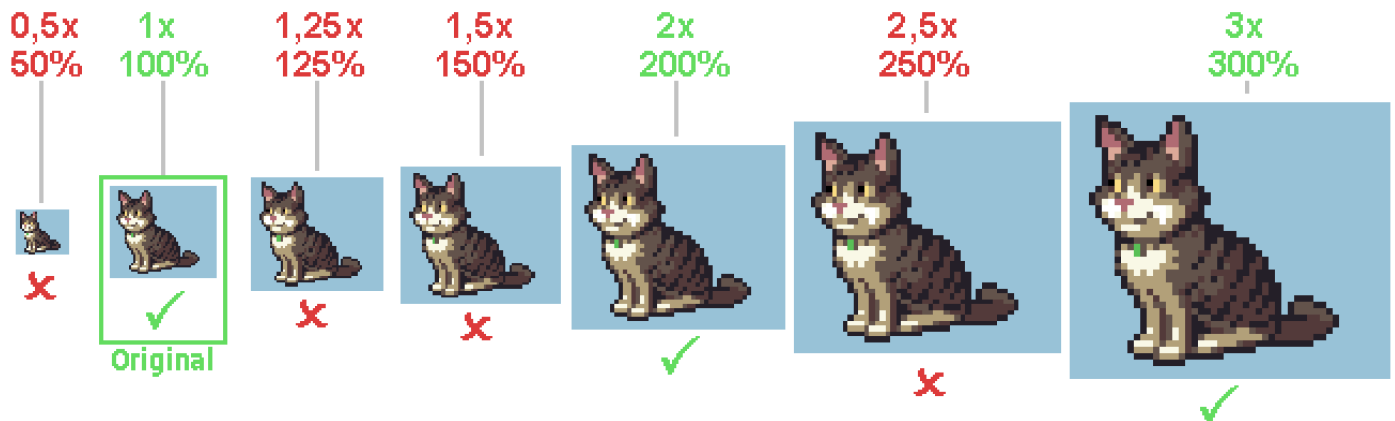 0,5x
50%
1x
100%
1,25x
125%
1,5x
150%
2x
200%
2,5x
250%
3x
300%
Original